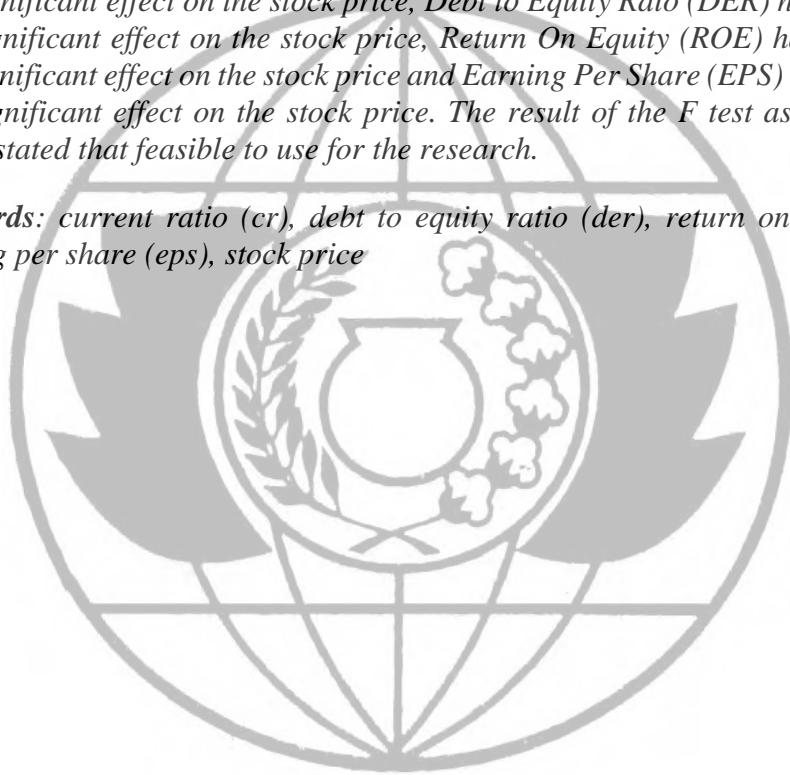 nificant effect on the stock price, Debt to Equity Ratio (DER) h
gnificant effect on the stock price, Return On Equity (ROE) h
nificant effect on the stock price and Earning Per Share (EPS)
gnificant effect on the stock price. The result of the F test as
stated that feasible to use for the research.
rds: current ratio (cr), debt to equity ratio (der), return on
g per share (eps), stock price